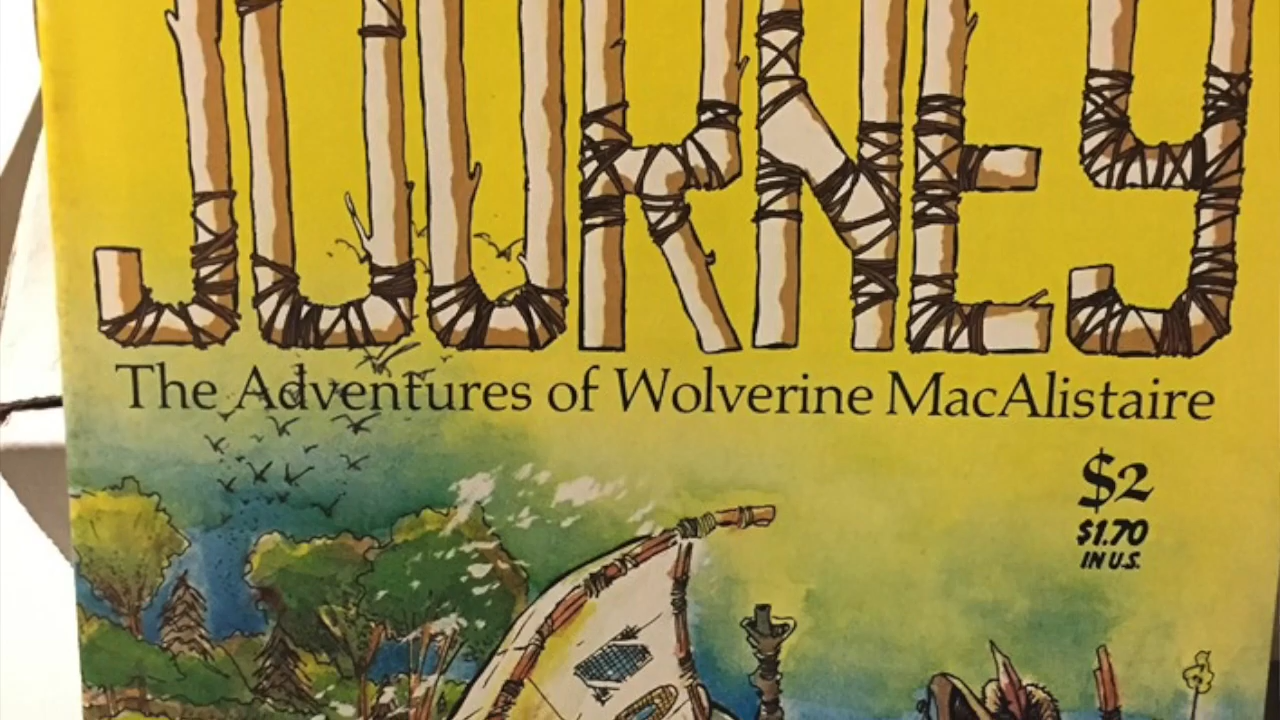 JOURNEY
The Adventures of Wolverine MacAlistaire
$2
$1.70
IN U.S.